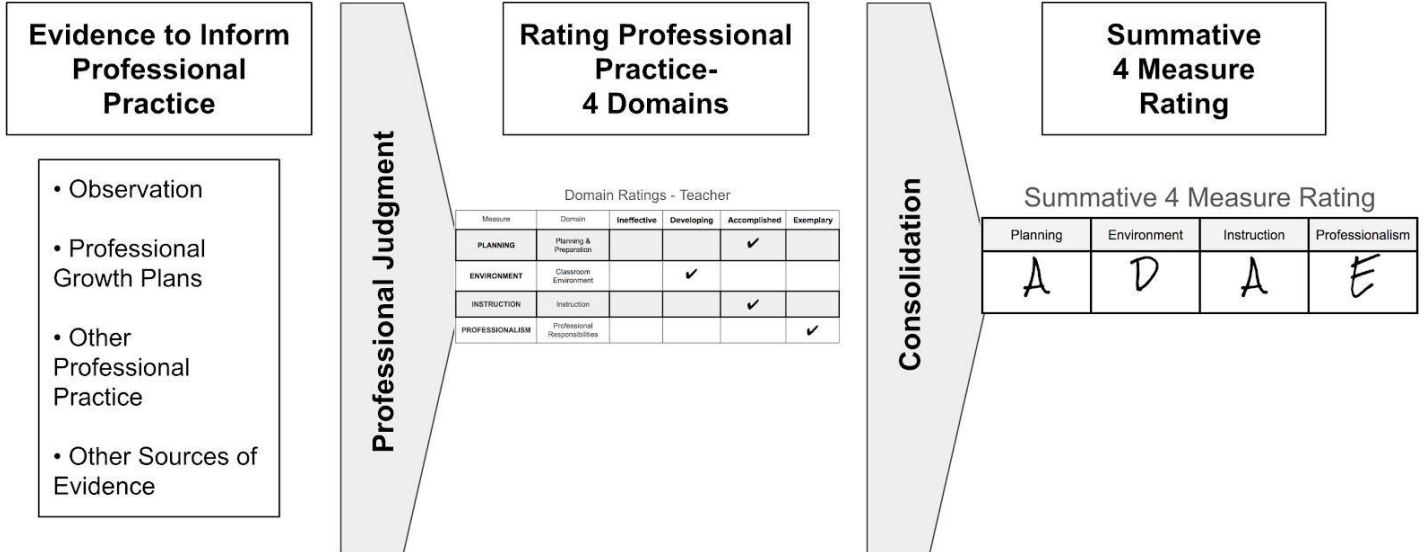 Evidence to Inform
Professional
Practice
• Observation
• Professional
Growth Plans
• Other
Professional
Practice
• Other Sources of
Evidence
Professional Judgment
Rating Professional
Practice-
4 Domains
Domain Ratings - Teacher
Measure Domain Ineffective Developing Accomplished Exemplary
PLANNING Planning &
Preparation ✔
ENVIRONMENT Classroom
Environment ✔
INSTRUCTION Instruction ✔
PROFESSIONALISM Professional
Responsibilities ✔
Consolidation
Summative
4 Measure
Rating
Summative 4 Measure Rating
Planning Environment Instruction Professionalism
A D A E